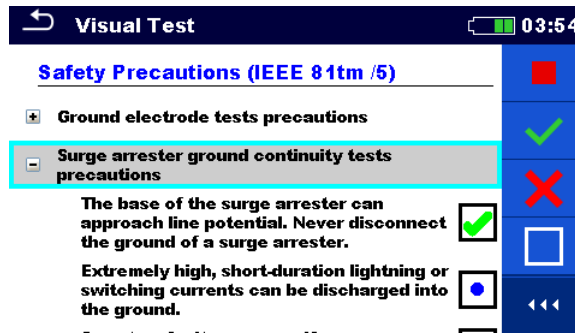 Visual Test
03:54
Safety Precautions (IEEE 81tm /5)
Ground electrode tests precautions
Surge arrester ground continuity tests
precautions
The base of the surge arrester can
approach line potential. Never disconnect
the ground of a surge arrester.
Extremely high, short-duration lightning or
switching currents can be discharged into
the ground.